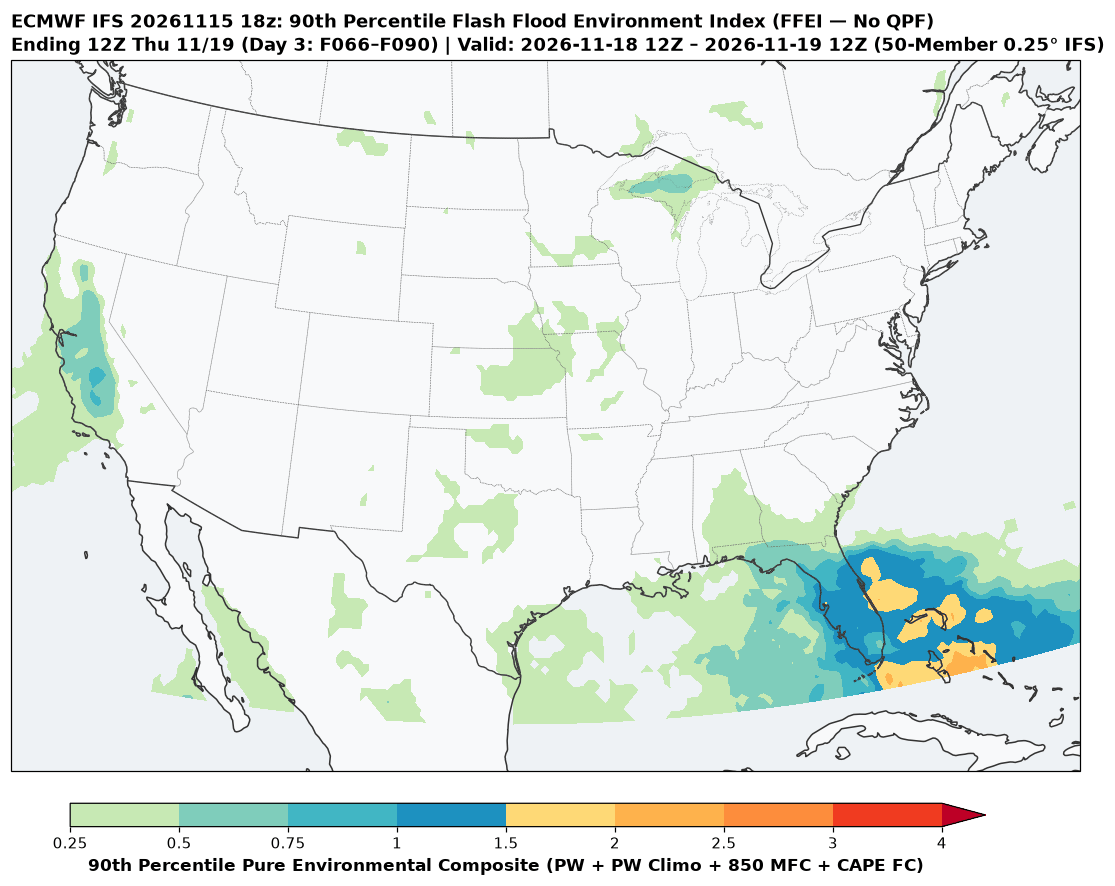 ECMWF IFS 20261115 18z: 90th Percentile Flash Flood Environment Index (FFEI — No QPF)
Ending 12Z Thu 11/19 (Day 3: F066–F090) | Valid: 2026-11-18 12Z – 2026-11-19 12Z (50-Member 0.25° IFS)
0.25 0.5 0.75 1 1.5 2 2.5 3 4
90th Percentile Pure Environmental Composite (PW + PW Climo + 850 MFC + CAPE FC)